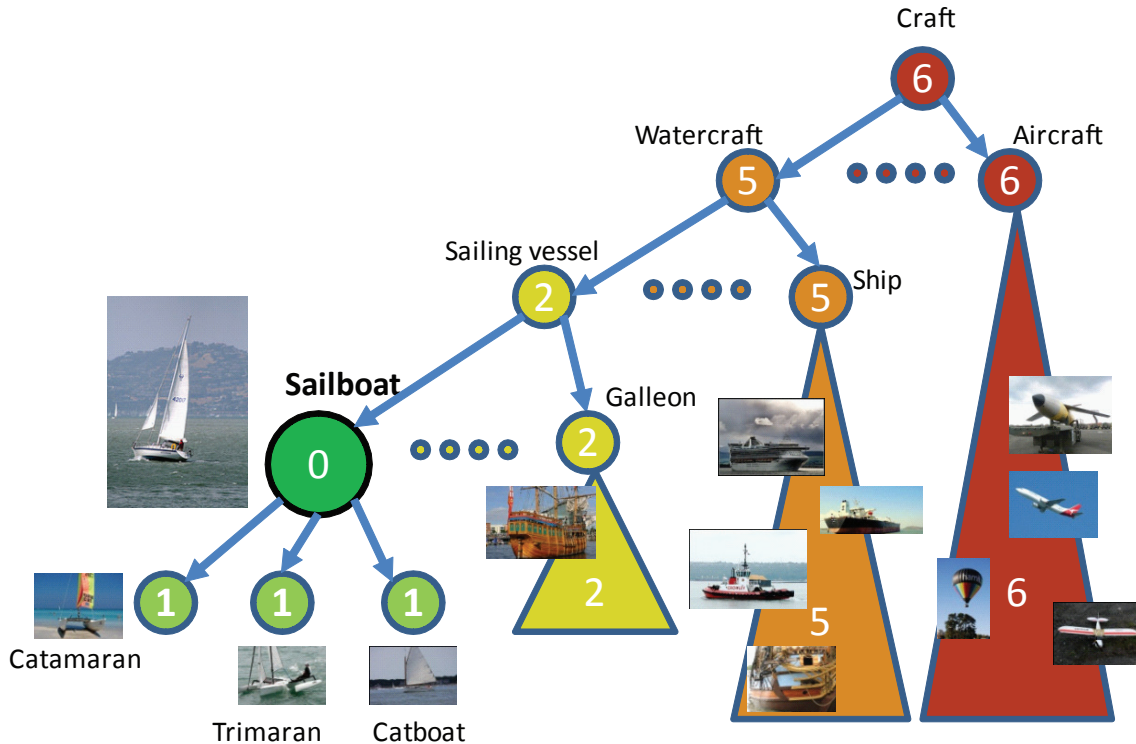 Craft
6
Watercraft
Aircraft
5
6
Sailing vessel
2
5
Ship
Sailboat
Galleon
0
2
1
1
1
2
5
6
Catamaran
Trimaran
Catboat